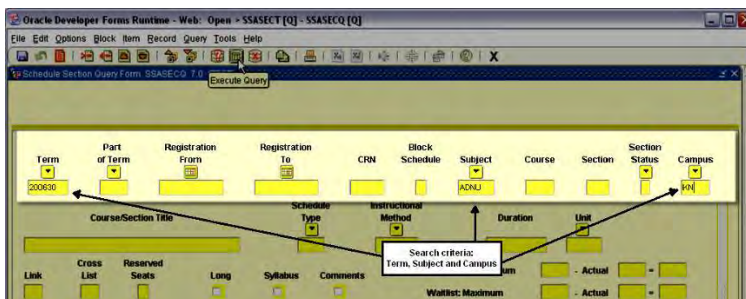 Oracle Developer Forms Runtime - Web: Open > SSASECT [Q] - SSASECQ [Q]
File Edit Options Block Item Record Query Tools Help
Schedule Section Query Form SSASECQ 7.0
Execute Query
Term Part of Term Registration From Registration To CRN Block Schedule Subject Course Section Section Status Campus
200630 ADNU KN
Course/Section Title Schedule Type Instructional Method Duration Unit
Search criteria:
Term, Subject and Campus
Link Cross List Reserved Seats Long Syllabus Comments - Actual =
Waitlist: Maximum - Actual =